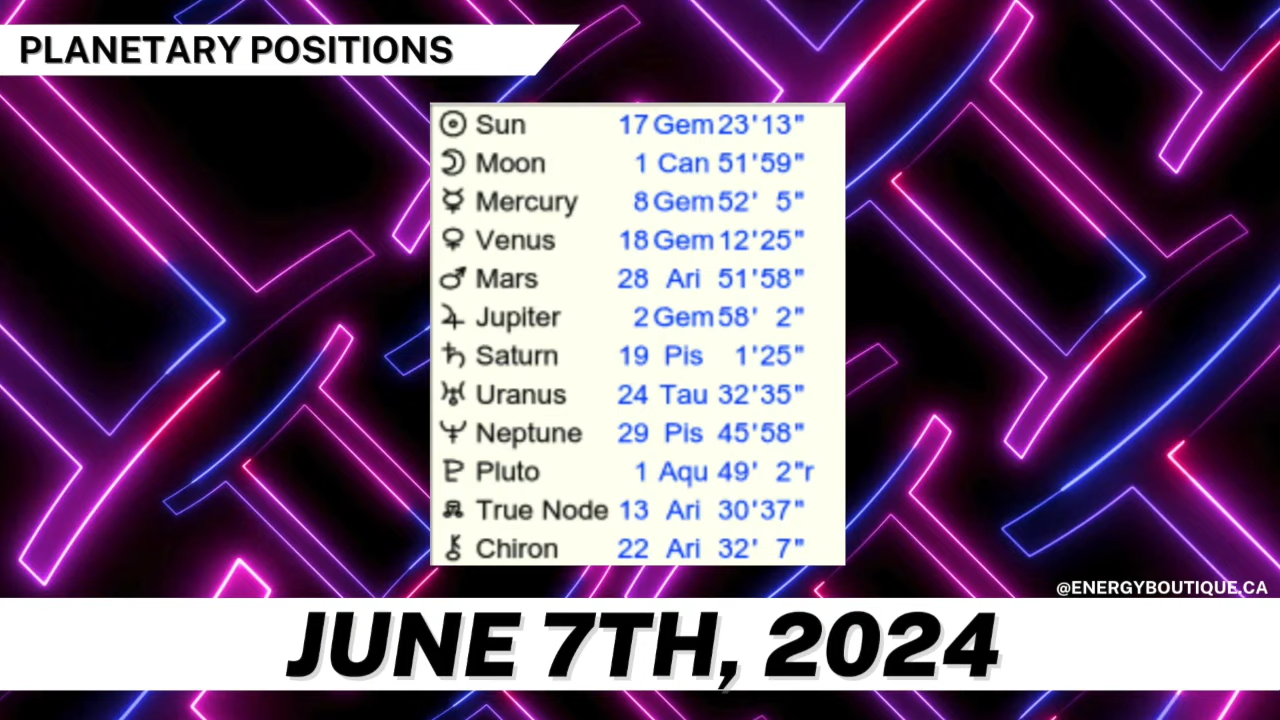 PLANETARY POSITIONS
Sun 17 Gem 23'13"
Moon 1 Can 51'59"
Mercury 8 Gem 52' 5"
Venus 18 Gem 12'25"
Mars 28 Ari 51'58"
Jupiter 2 Gem 58' 2"
Saturn 19 Pis 1'25"
Uranus 24 Tau 32'35"
Neptune 29 Pis 45'58"
Pluto 1 Aqu 49' 2"r
True Node 13 Ari 30'37"
Chiron 22 Ari 32' 7"
@ENERGYBOUTIQUE.CA
JUNE 7TH, 2024